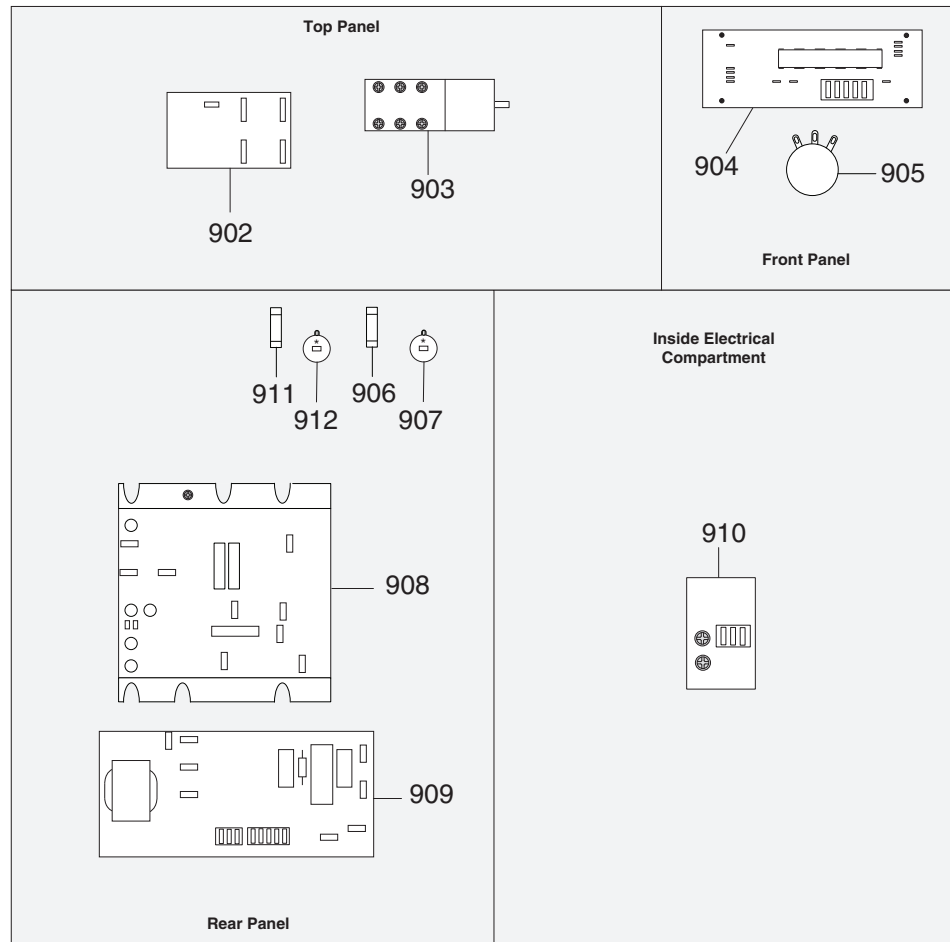 Top Panel
902
903
904
905
Front Panel
911
912
906
907
908
909
Rear Panel
Inside Electrical
Compartment
910